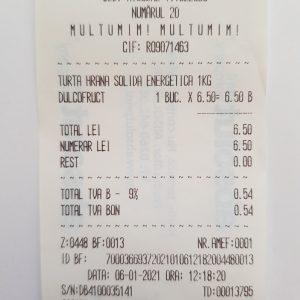 NUMĂRUL 20
MULTUMIM! MULTUMIM!
CIF: RO9071463
TURTA HRANA SOLIDA ENERGETICA 1KG
DULCOFRUCT 1 BUC. X 6.50= 6.50 B
TOTAL LEI 6.50
NUMERAR LEI 6.50
REST 0.00
TOTAL TVA B - 9% 0.54
TOTAL TVA BON 0.54
Z:0448 BF:0013 NR.AMEF:0001
ID BF: 70003669372021010612182004480013
DATA: 06-01-2021 ORA: 12:18:20
S/N:DB4100035141 TD:00013795